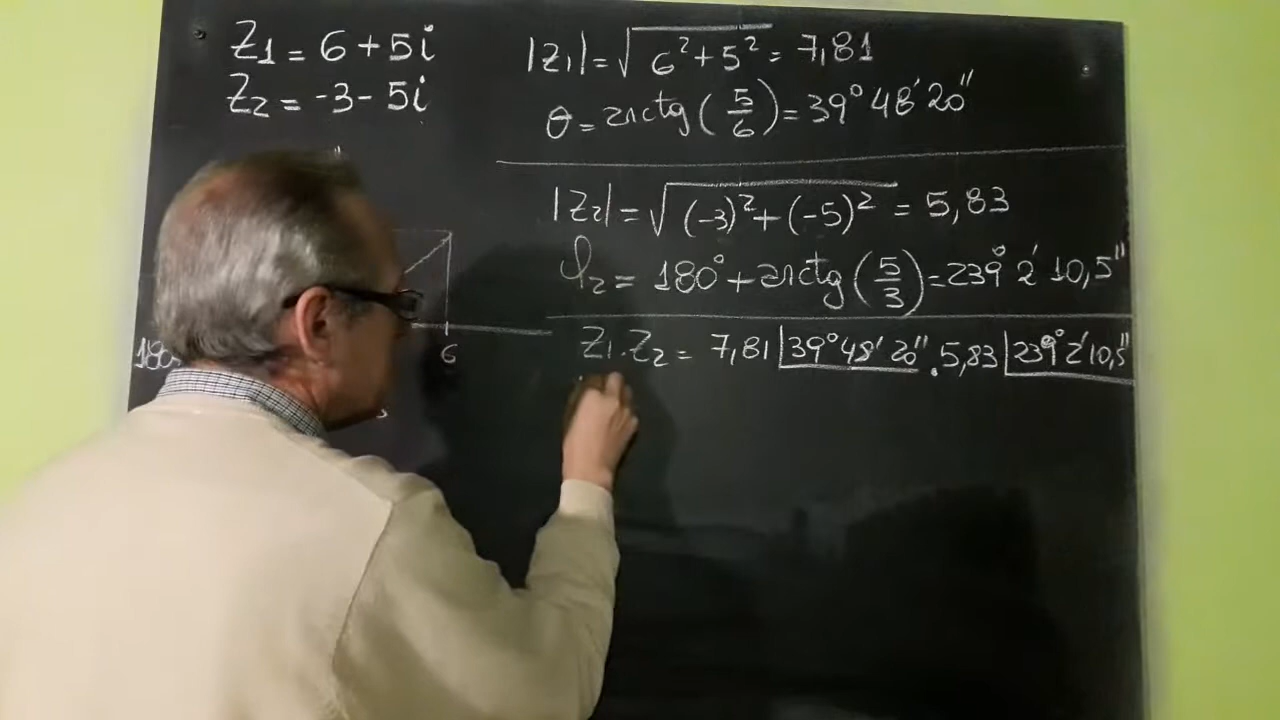 Z₁ = 6 + 5i
Z₂ = -3 - 5i
|z₁| = √(6² + 5²) = 7,81
θ = arctg(5/6) = 39° 48' 20''
|Z₂| = √((-3)² + (-5)²) = 5,83
φ₂ = 180° + arctg(5/3) = 239° 2' 10,5''
Z₁ . Z₂ = 7,81 |39° 48' 20'' . 5,83 |239° 2' 10,5''
180
6